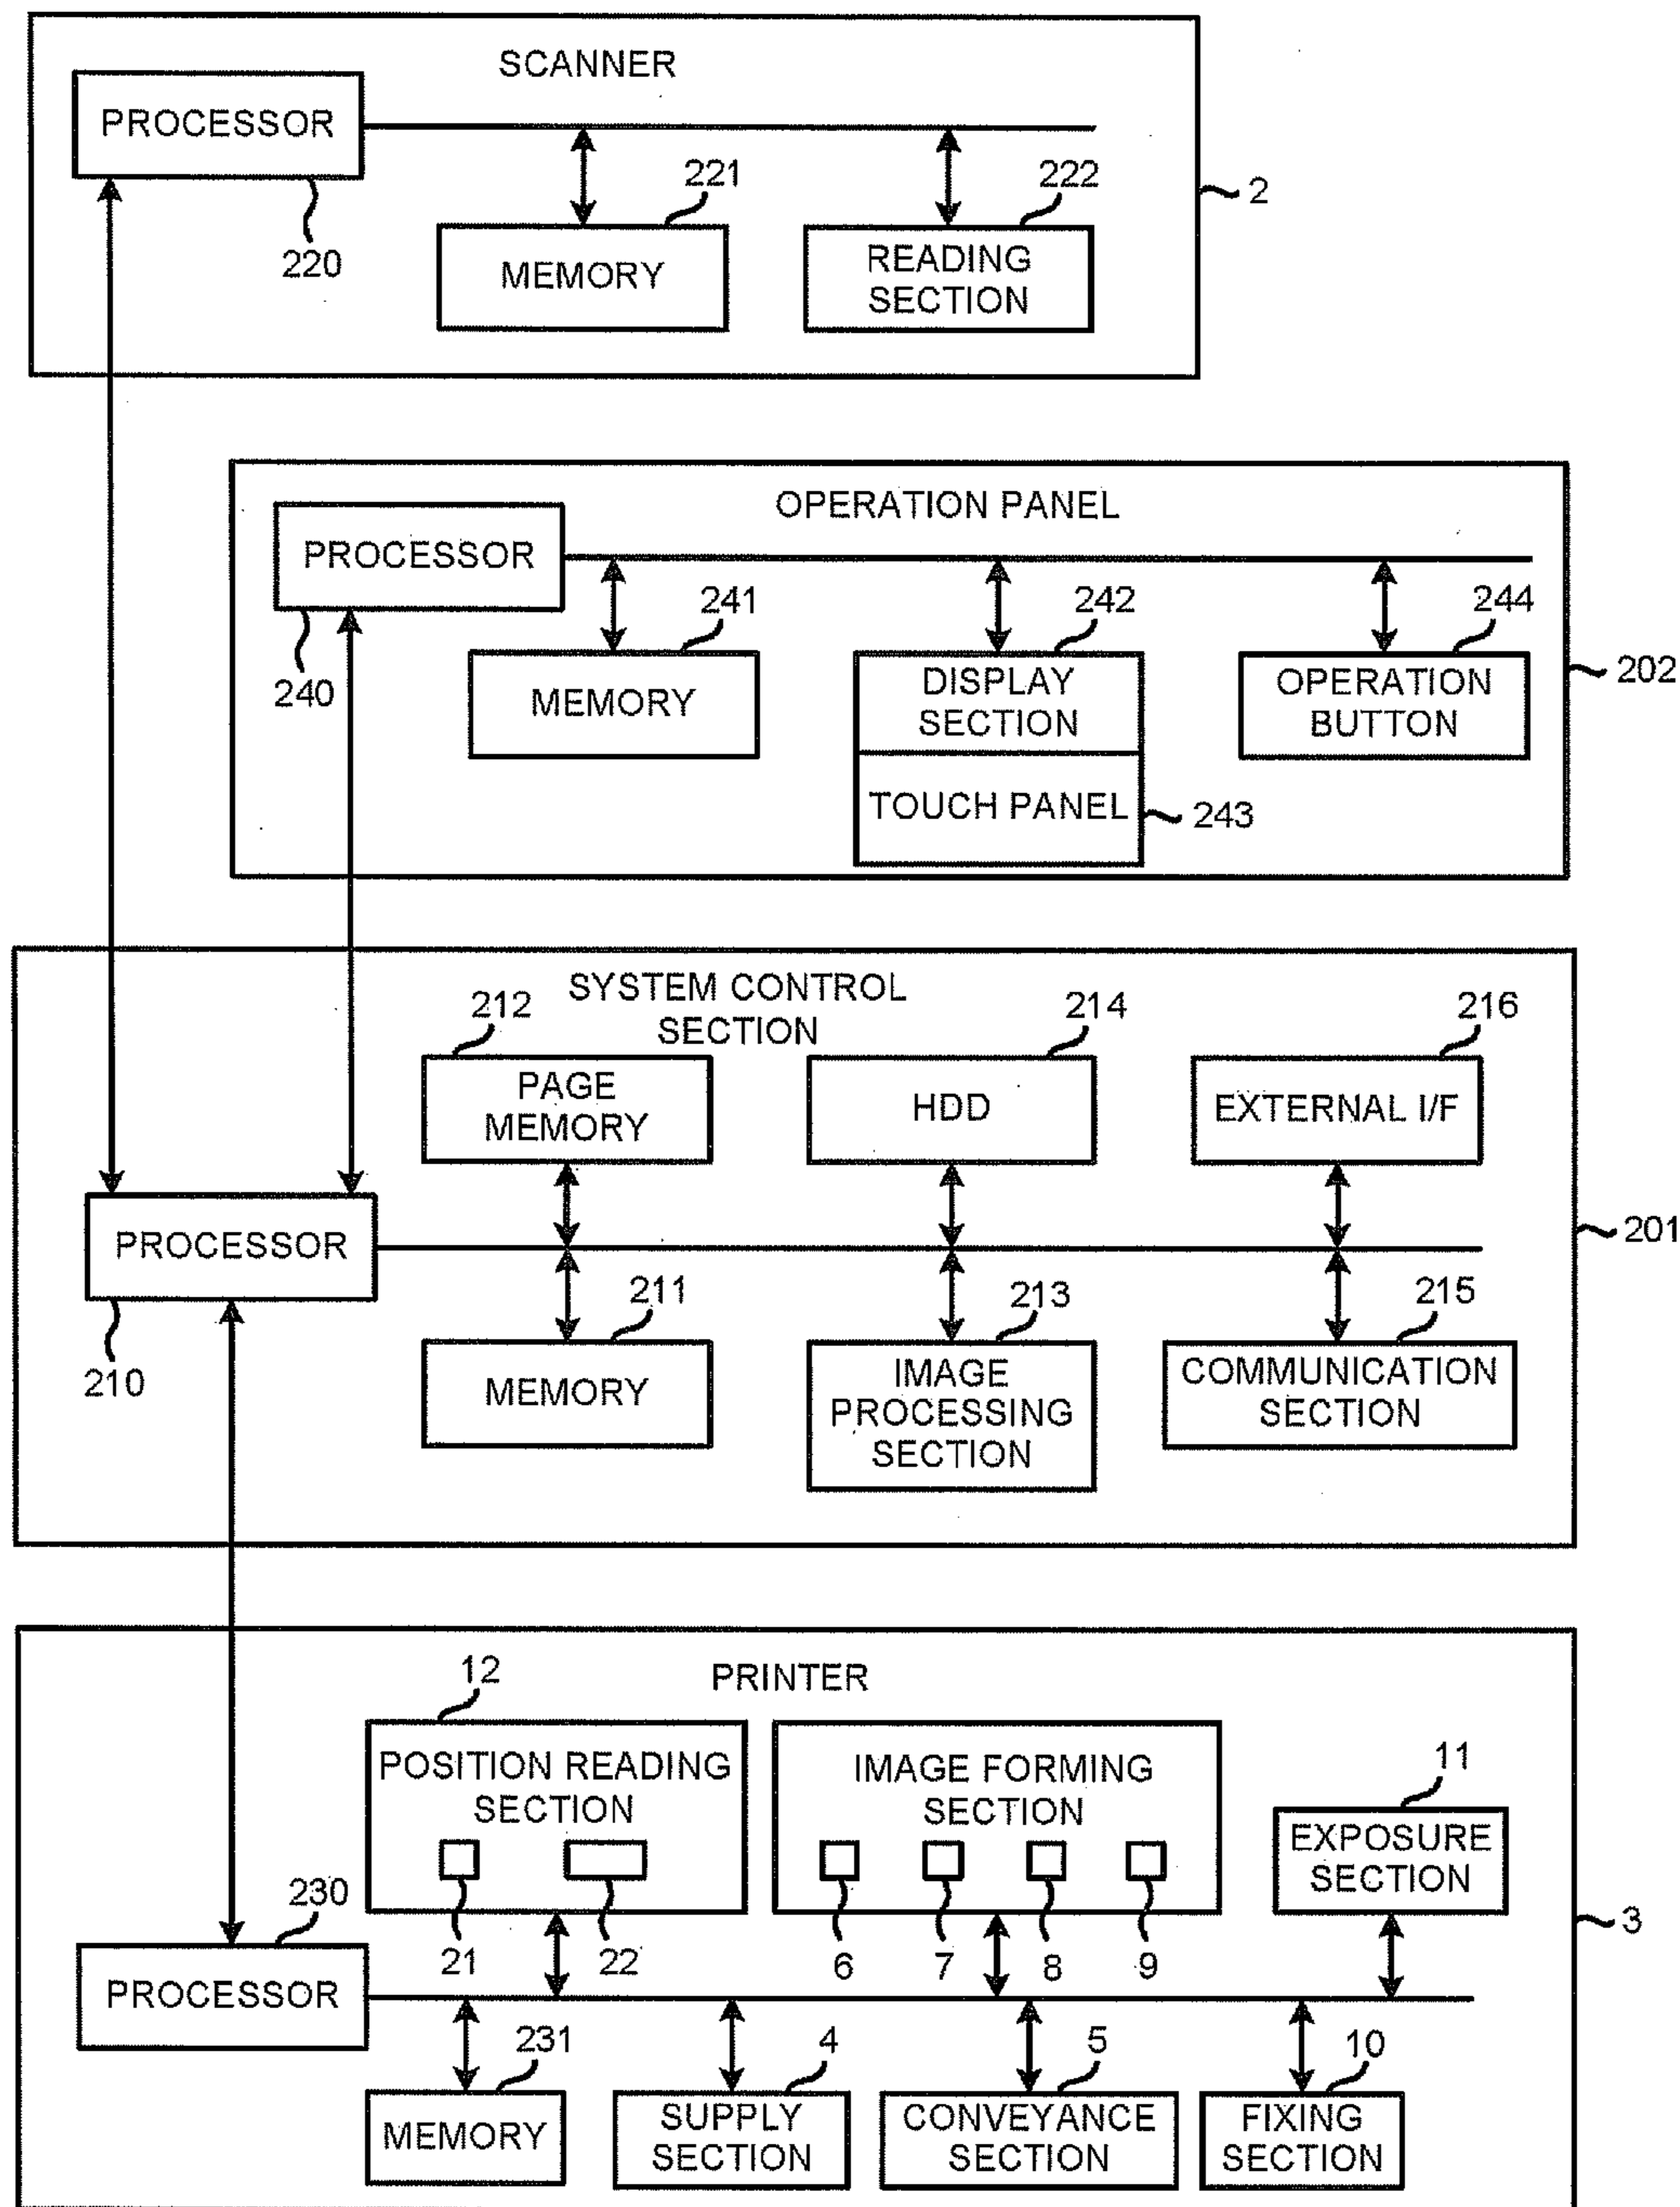 SCANNER
PROCESSOR
221
222
2
220
MEMORY
READING
SECTION
OPERATION PANEL
PROCESSOR
241
242
244
240
MEMORY
DISPLAY
SECTION
OPERATION
BUTTON
202
TOUCH PANEL
243
SYSTEM CONTROL
SECTION
212
214
216
PAGE
MEMORY
HDD
EXTERNAL I/F
PROCESSOR
201
211
213
215
210
MEMORY
IMAGE
PROCESSING
SECTION
COMMUNICATION
SECTION
PRINTER
12
POSITION READING
SECTION
IMAGE FORMING
SECTION
11
EXPOSURE
SECTION
230
21
22
6
7
8
9
3
PROCESSOR
231
4
5
10
MEMORY
SUPPLY
SECTION
CONVEYANCE
SECTION
FIXING
SECTION